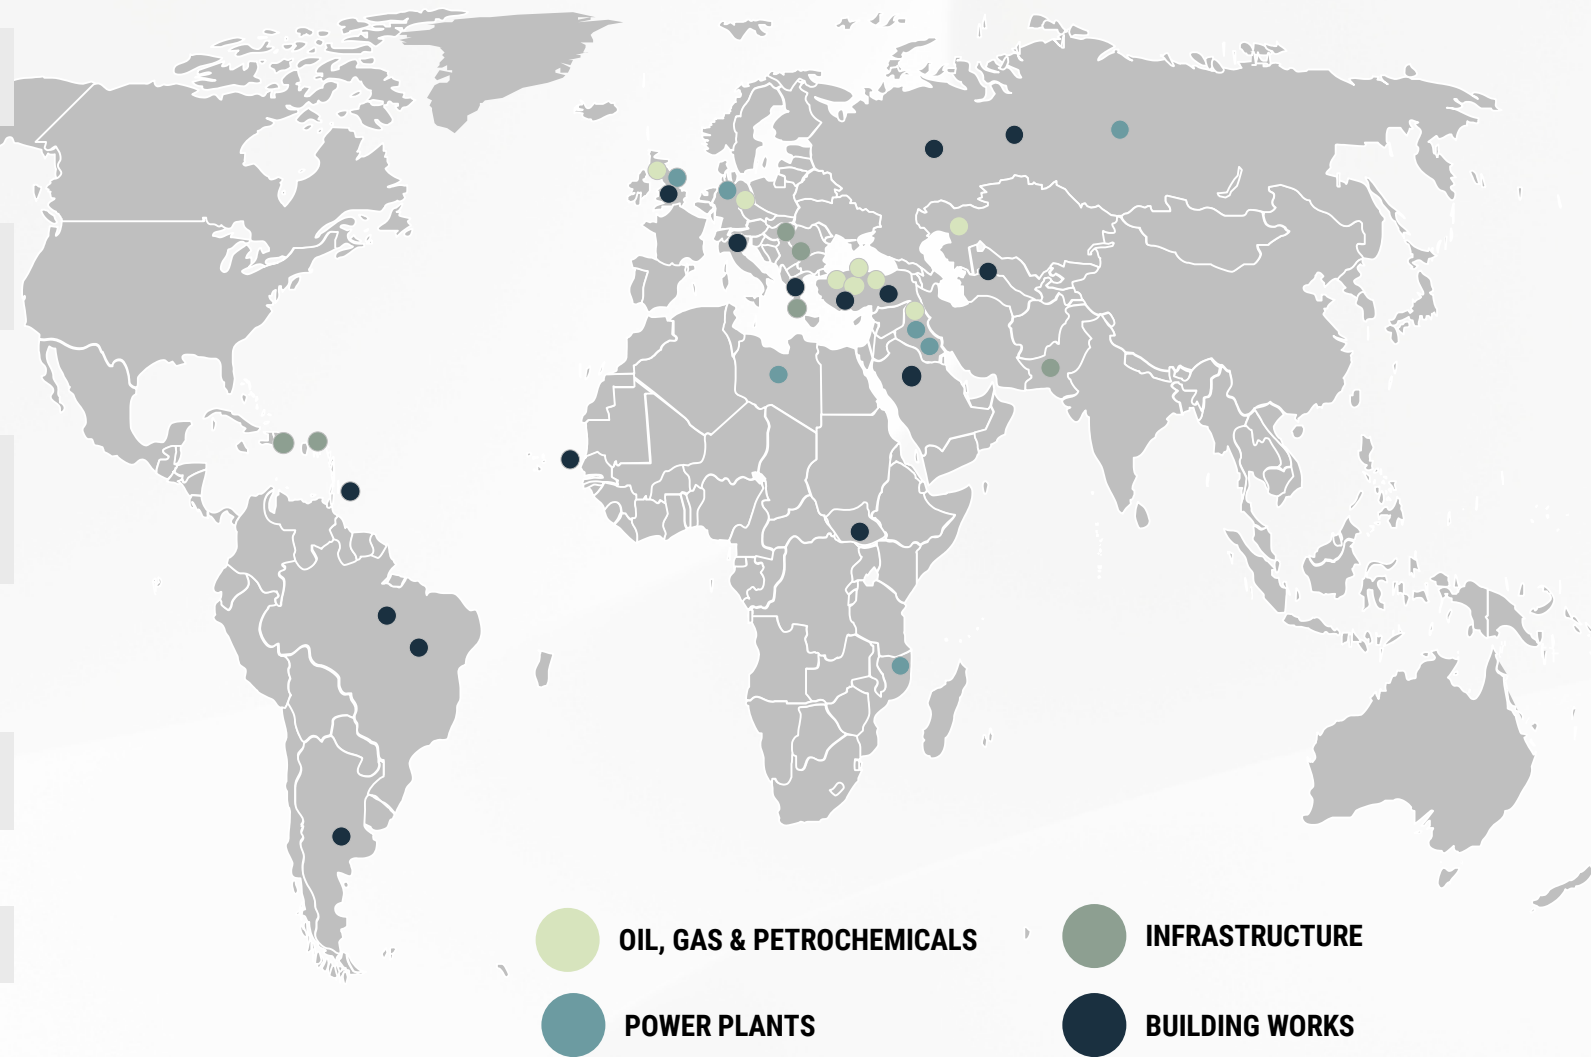 OIL, GAS & PETROCHEMICALS
INFRASTRUCTURE
POWER PLANTS
BUILDING WORKS